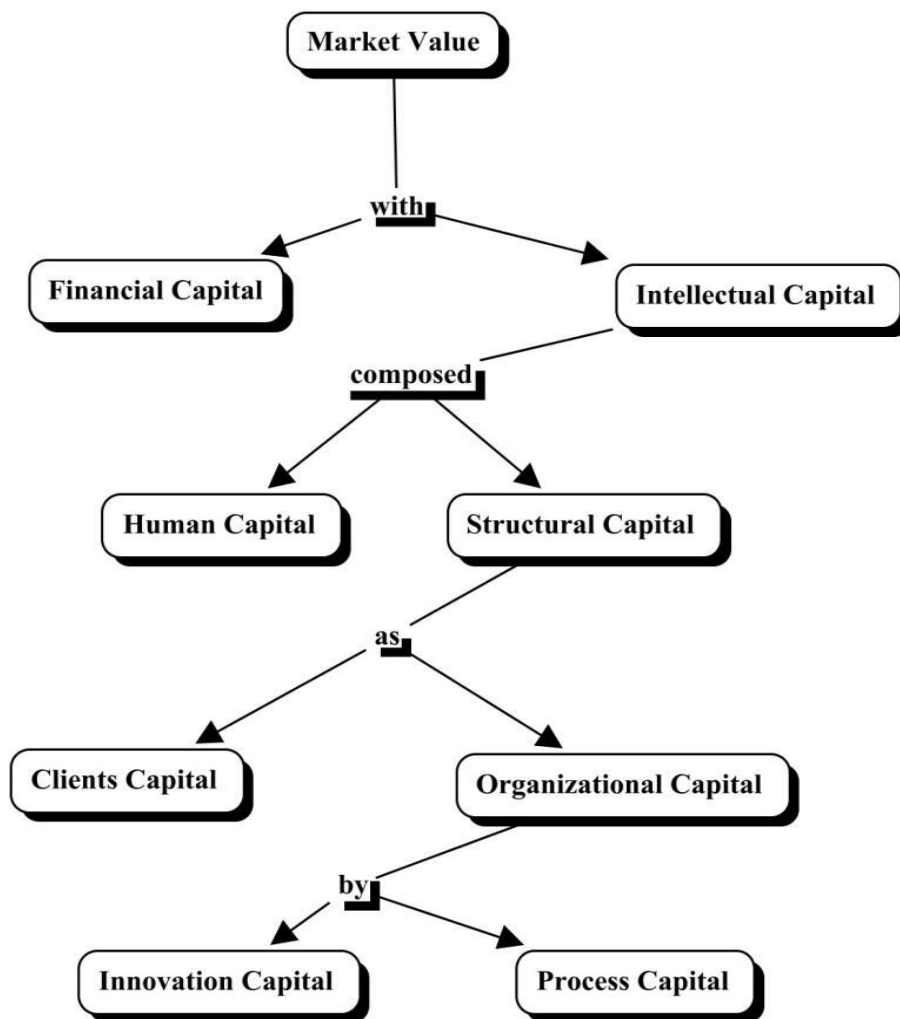 Market Value
with
Financial Capital
Intellectual Capital
composed
Human Capital
Structural Capital
as
Clients Capital
Organizational Capital
by
Innovation Capital
Process Capital